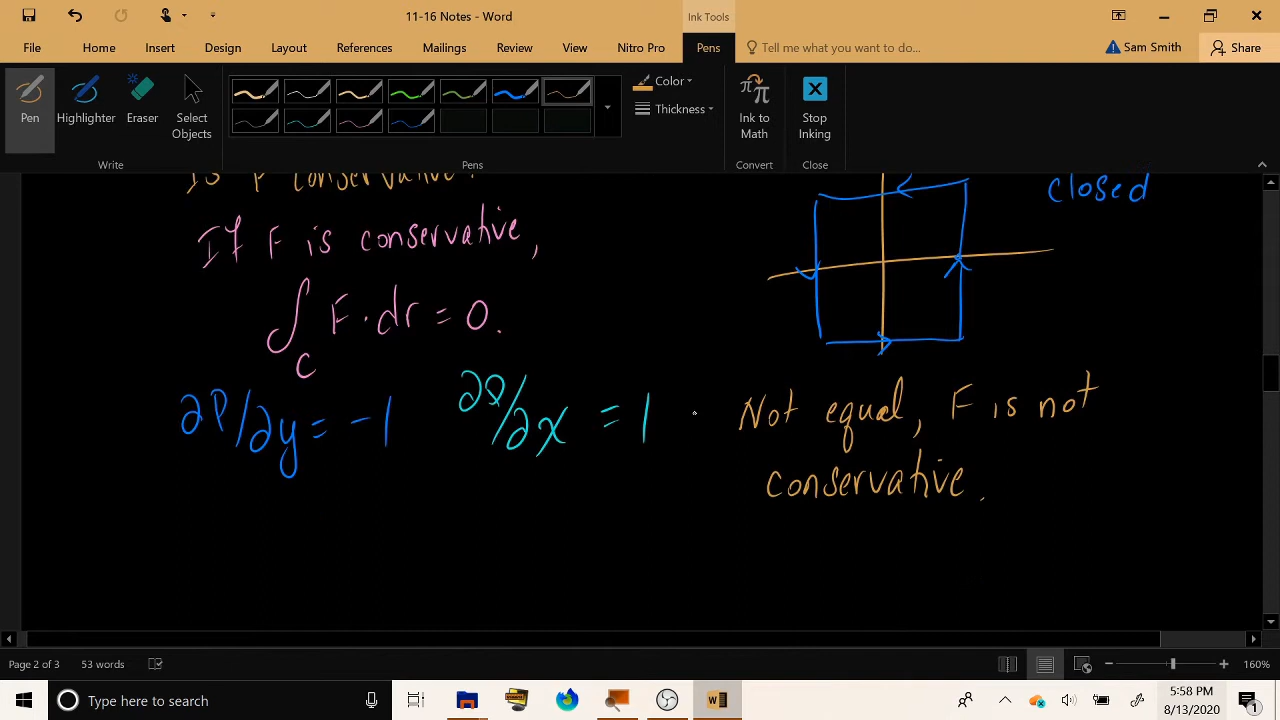 11-16 Notes - Word
Ink Tools
Sam Smith
File Home Insert Design Layout References Mailings Review View Nitro Pro Pens Tell me what you want to do... Share
Pen Highlighter Eraser Select Objects
Color
Thickness
Ink to Math
Stop Inking
Write Pens Convert Close
Is F conservative?
closed
If F is conservative,
∫ F · dr = 0.
C
∂P/∂y = -1 ∂Q/∂x = 1 Not equal, F is not
conservative.
Page 2 of 3 53 words 160%
Type here to search
5:58 PM
8/13/2020
1